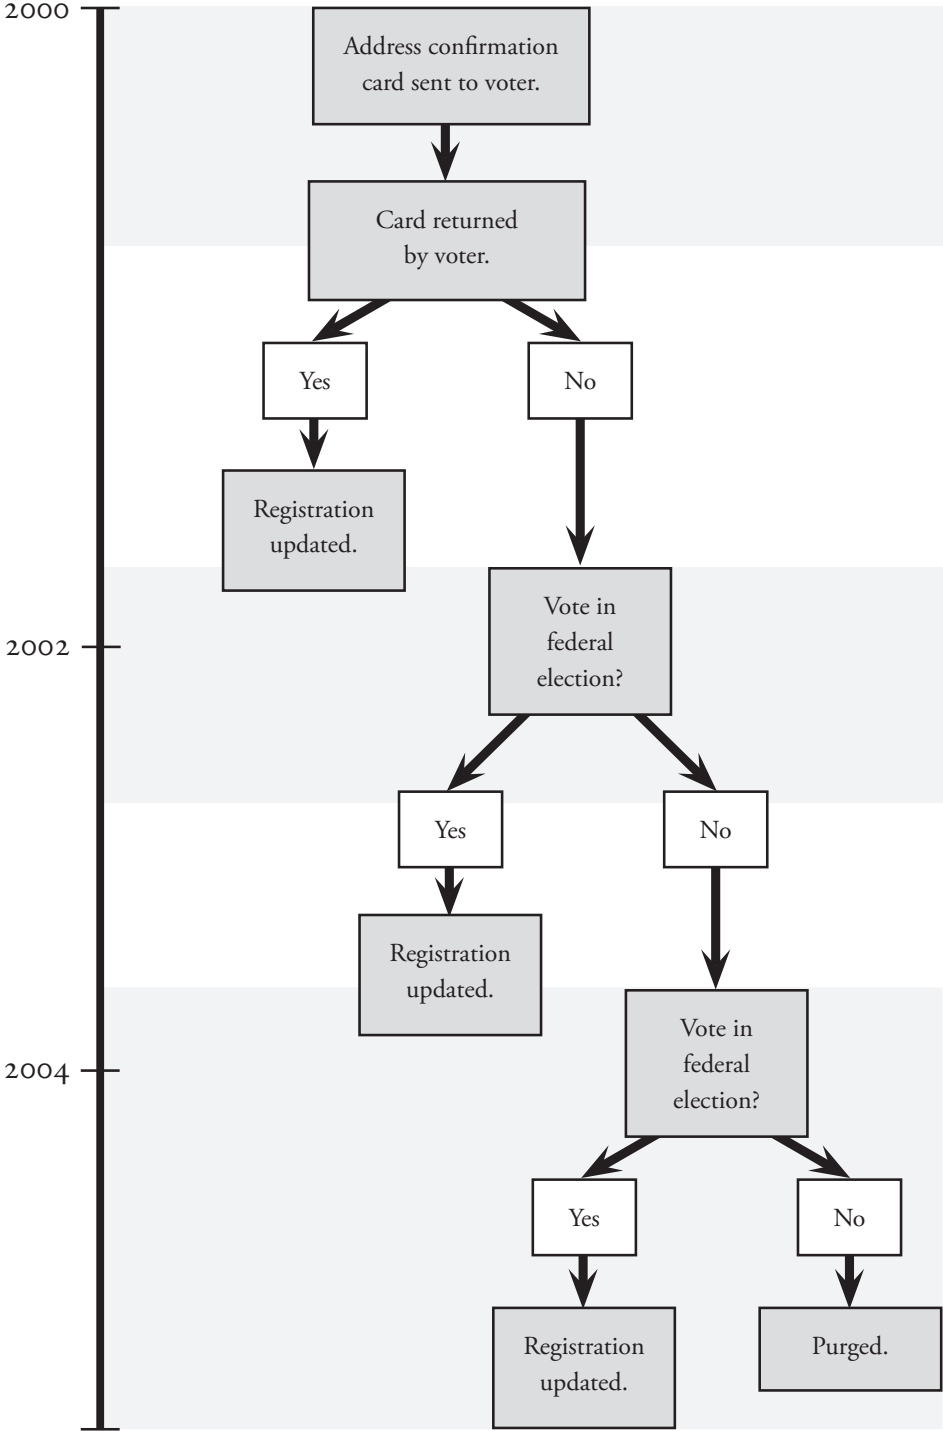 2000
Address confirmation
card sent to voter.
Card returned
by voter.
Yes
No
Registration
updated.
Vote in
federal
election?
2002
Yes
No
Registration
updated.
Vote in
federal
election?
2004
Yes
No
Registration
updated.
Purged.